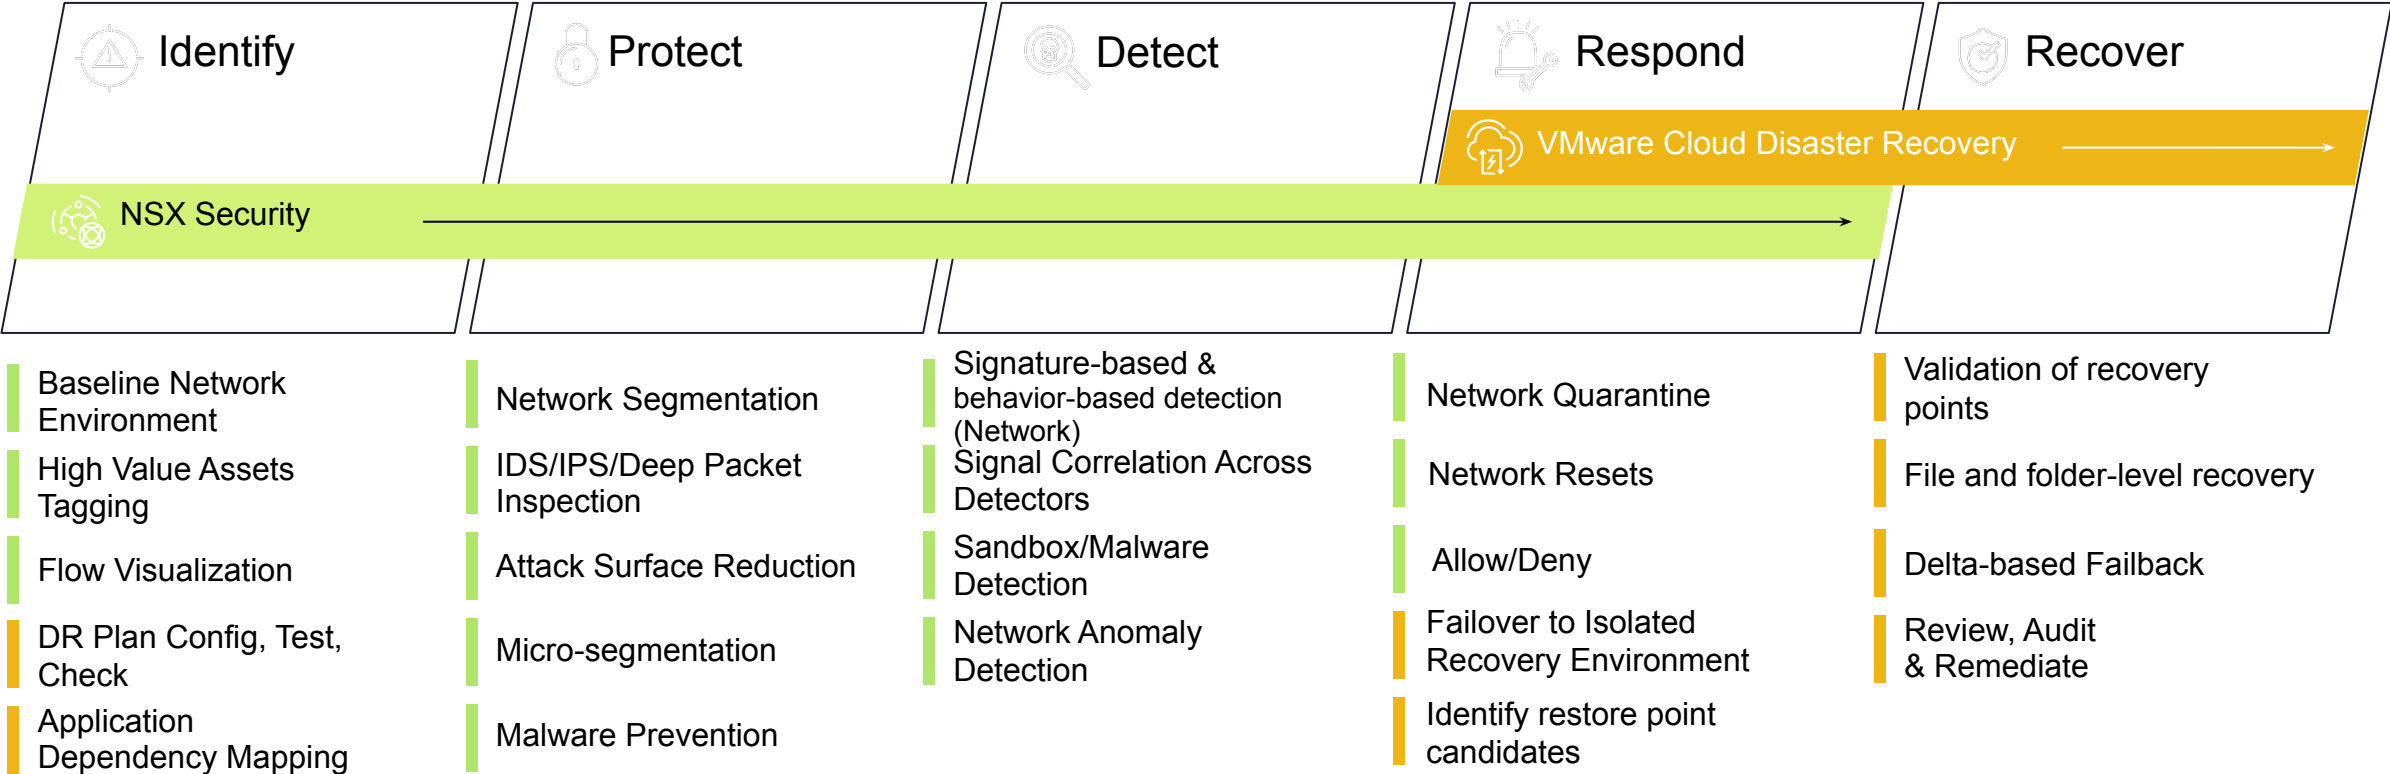 Identify
Protect
Detect
Respond
Recover
VMware Cloud Disaster Recovery
NSX Security
Baseline Network
Environment
High Value Assets
Tagging
Flow Visualization
DR Plan Config, Test,
Check
Application
Dependency Mapping
Network Segmentation
IDS/IPS/Deep Packet
Inspection
Attack Surface Reduction
Micro-segmentation
Malware Prevention
Signature-based &
behavior-based detection
(Network)
Signal Correlation Across
Detectors
Sandbox/Malware
Detection
Network Anomaly
Detection
Network Quarantine
Network Resets
Allow/Deny
Failover to Isolated
Recovery Environment
Identify restore point
candidates
Validation of recovery
points
File and folder-level recovery
Delta-based Failback
Review, Audit
& Remediate